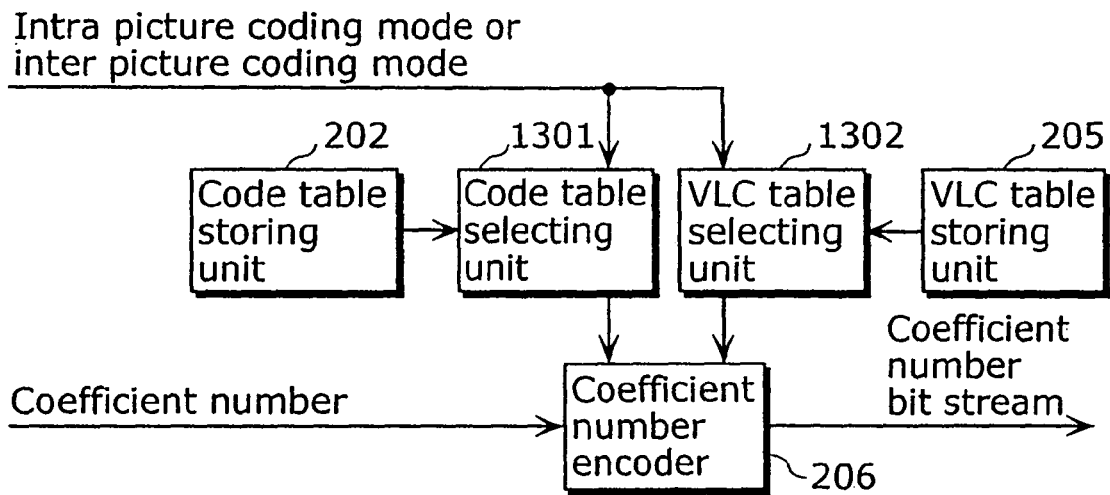 Intra picture coding mode or
inter picture coding mode
202
1301
1302
205
Code table
storing
unit
Code table
selecting
unit
VLC table
selecting
unit
VLC table
storing
unit
Coefficient
number
bit stream
Coefficient number
Coefficient
number
encoder
206